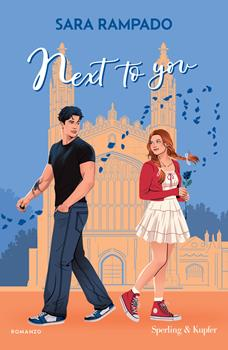 SARA RAMPADO
Next to you
ROMANZO
Sperling & Kupfer